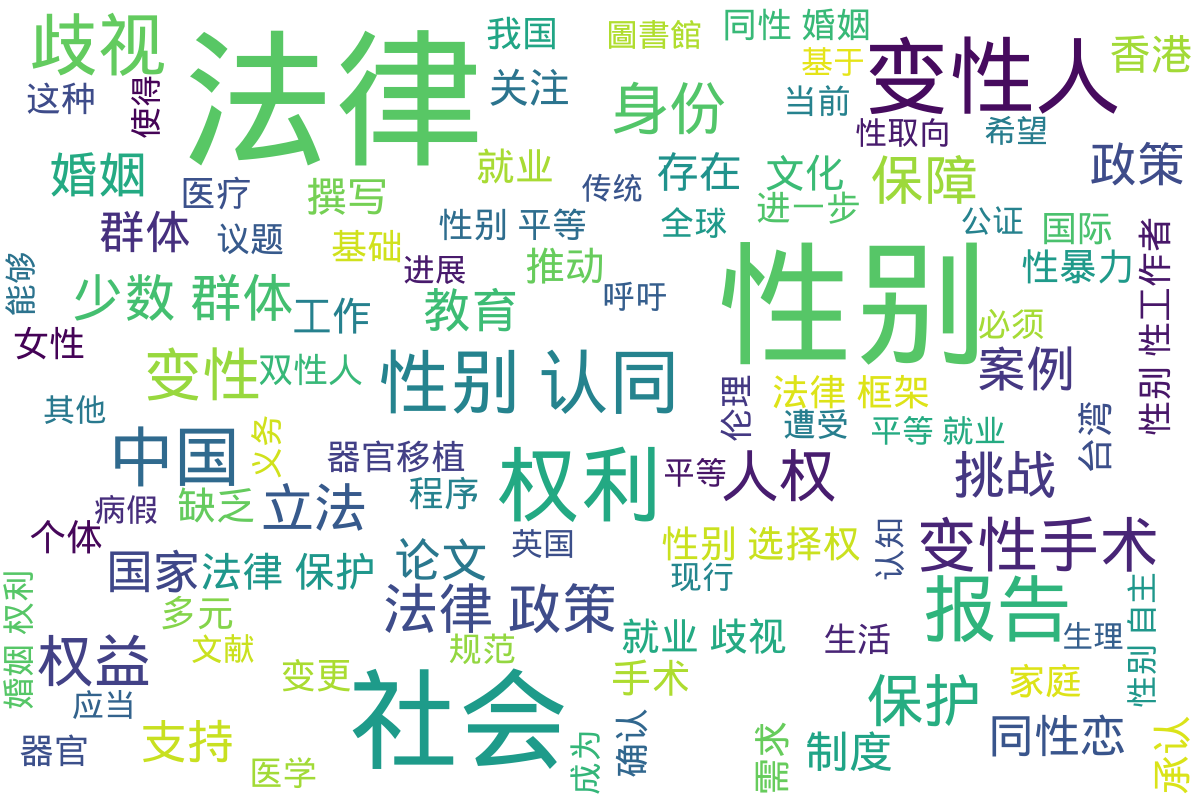 歧视
法律
我国
圖書館
同性 婚姻
变性人
香港
基于
这种
使得
关注
身份
当前
性取向
希望
政策
婚姻
医疗
撰写
就业
存在
文化
保障
传统
进一步
群体
议题
基础
性别 平等
全球
公证
国际
性别 性工作者
能够
进展
推动
性别
性暴力
少数 群体
工作
教育
呼吁
必须
女性
变性
双性人
性别 认同
案例
伦理
法律 框架
其他
遭受
平等 就业
台湾
中国
义务
器官移植
权利
平等
人权
挑战
病假
缺乏
立法
程序
个体
英国
性别 选择权
认知
变性手术
国家
法律 保护
论文
现行
婚姻 权利
多元
法律 政策
报告
性别 自主
权益
文献
规范
就业 歧视
生活
生理
变更
手术
应当
社会
保护
家庭
器官
支持
医学
成为
确认
需求
制度
同性恋
承认